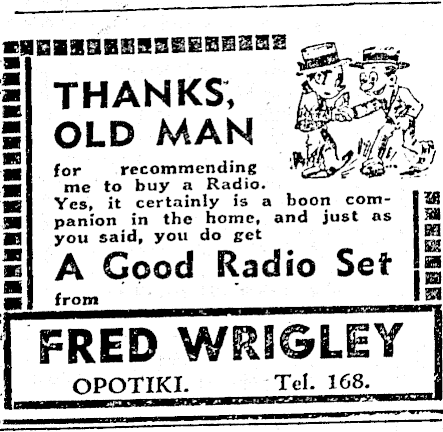 THANKS,
OLD MAN
for recommending
me to buy a Radio.
Yes, it certainly is a boon com-
panion in the home, and just as
you said, you do get
A Good Radio Set
from
FRED WRIGLEY
OPOTIKI. Tel. 168.